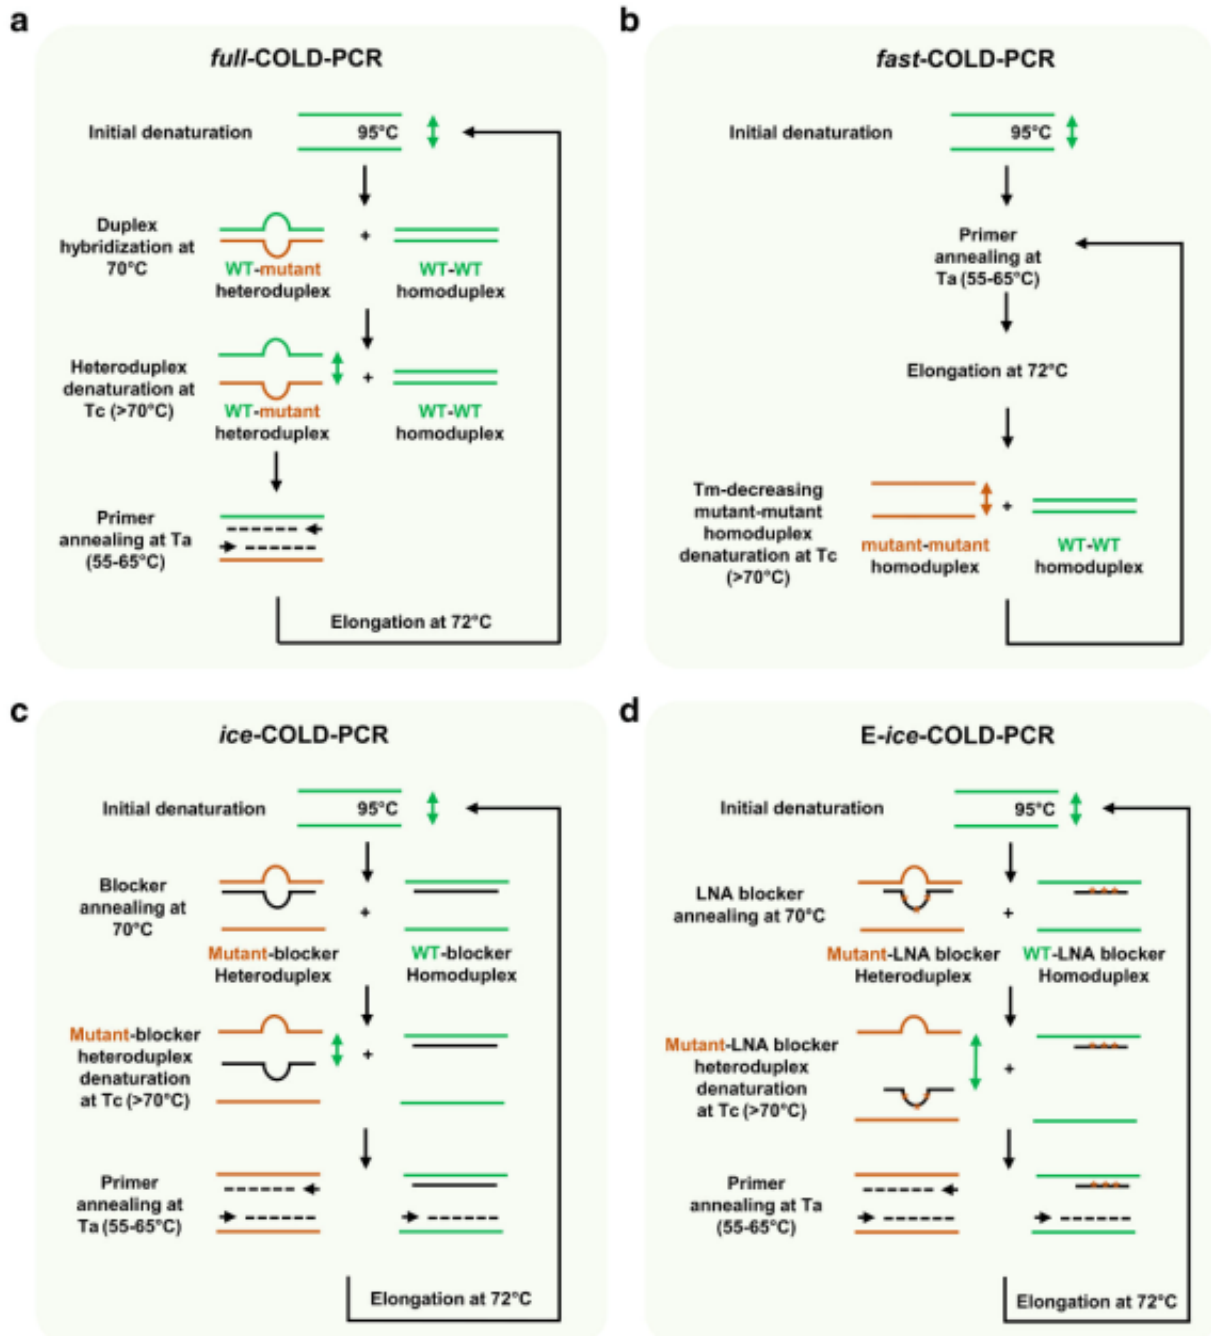 a
full-COLD-PCR
Initial denaturation
95°C
Duplex
hybridization at
70°C
+
WT-mutant
heteroduplex
WT-WT
homoduplex
Heteroduplex
denaturation at
Tc (>70°C)
+
WT-mutant
heteroduplex
WT-WT
homoduplex
Primer
annealing at Ta
(55-65°C)
Elongation at 72°C
b
fast-COLD-PCR
Initial denaturation
95°C
Primer
annealing at
Ta (55-65°C)
Elongation at 72°C
Tm-decreasing
mutant-mutant
homoduplex
denaturation at Tc
(>70°C)
+
mutant-mutant
homoduplex
WT-WT
homoduplex
c
ice-COLD-PCR
Initial denaturation
95°C
Blocker
annealing at
70°C
+
Mutant-blocker
Heteroduplex
WT-blocker
Homoduplex
Mutant-blocker
heteroduplex
denaturation
at Tc (>70°C)
+
Primer
annealing at
Ta (55-65°C)
Elongation at 72°C
d
E-ice-COLD-PCR
Initial denaturation
95°C
LNA blocker
annealing at 70°C
+
Mutant-LNA blocker
Heteroduplex
WT-LNA blocker
Homoduplex
Mutant-LNA blocker
heteroduplex
denaturation
at Tc (>70°C)
+
Primer
annealing at Ta
(55-65°C)
Elongation at 72°C